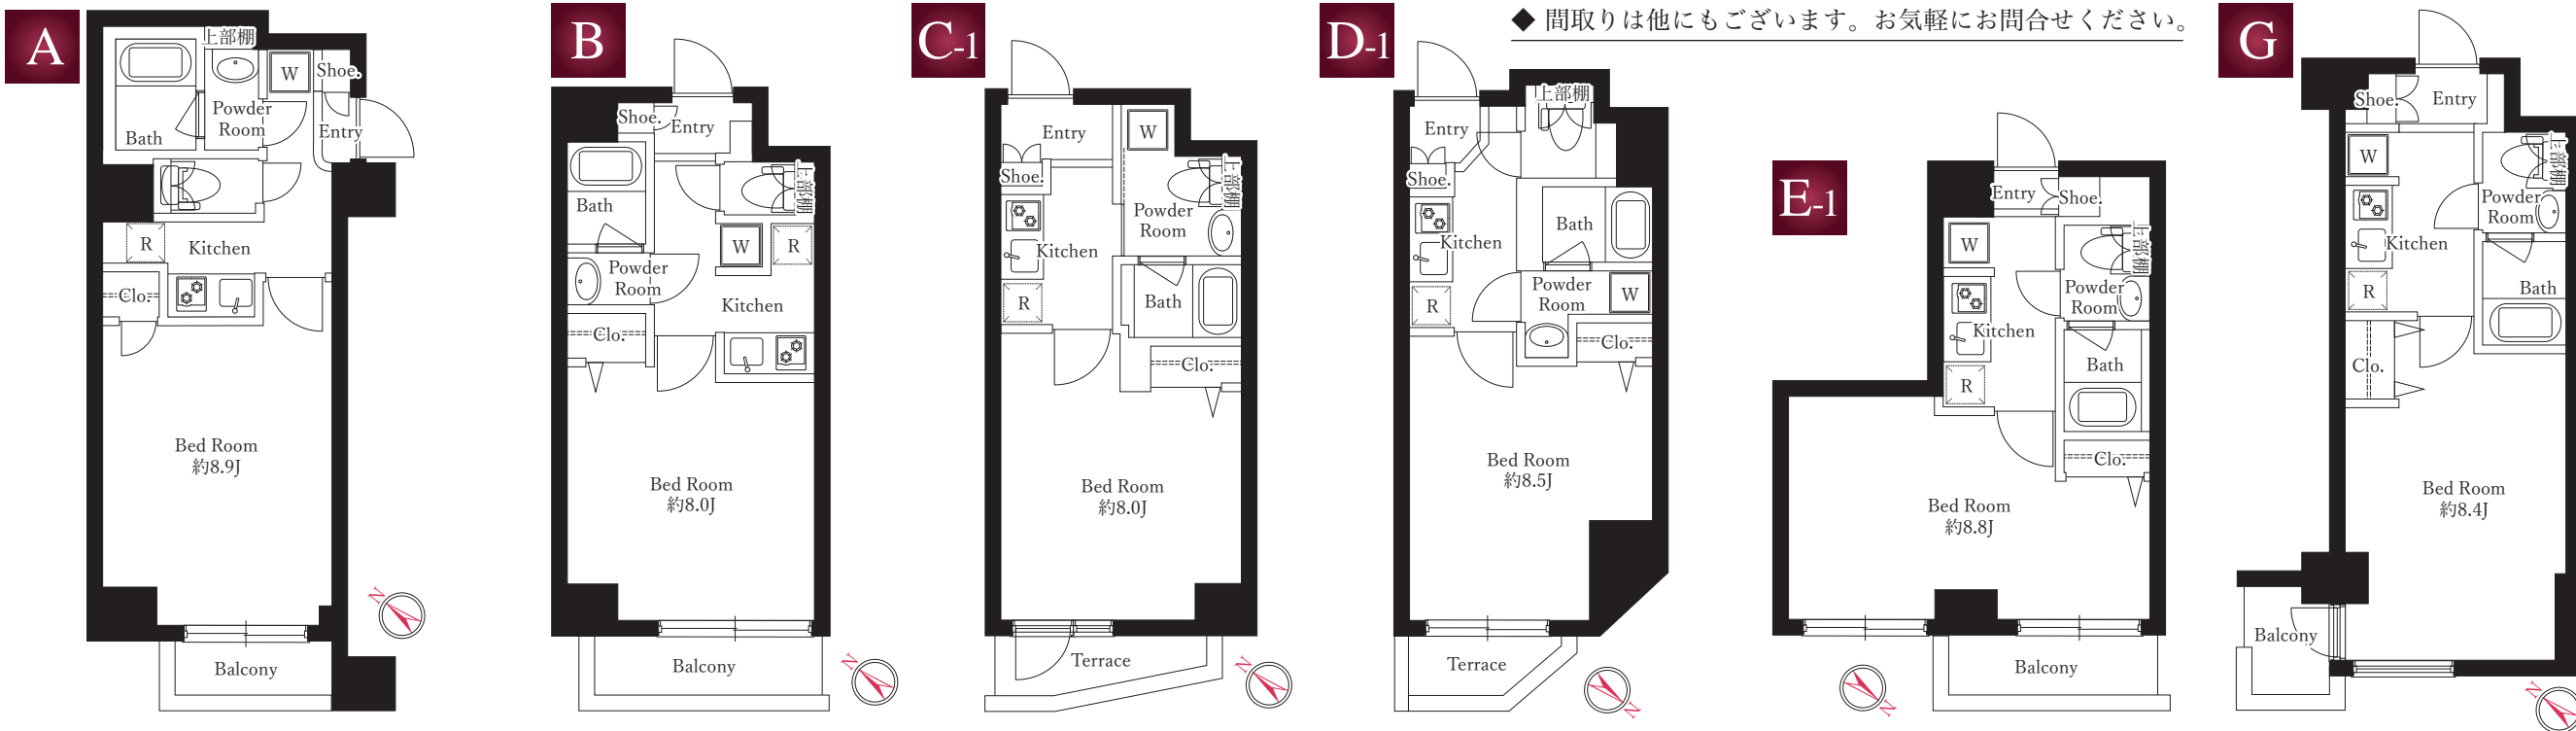 ◆ 間取りは他にもございます。お気軽にお問合せください。
A
上部棚
W
Shoe.
Powder
Room
Bath
Entry
R
Kitchen
Clo.
Bed Room
約8.9J
N
Balcony
B
Shoe.
Entry
Bath
上部棚
W
R
Powder
Room
Kitchen
Clo.
Bed Room
約8.0J
Balcony
N
C-1
Entry
W
Shoe.
上部棚
Powder
Room
Kitchen
R
Bath
Clo.
Bed Room
約8.0J
Terrace
N
D-1
上部棚
Entry
Shoe.
Bath
Kitchen
Powder
Room
W
R
Clo.
Bed Room
約8.5J
Terrace
N
E-1
Entry
Shoe.
W
上部棚
Powder
Room
Kitchen
R
Bath
Clo.
Bed Room
約8.8J
Balcony
N
G
Shoe.
Entry
W
上部棚
Powder
Room
Kitchen
R
Bath
Clo.
Bed Room
約8.4J
Balcony
N